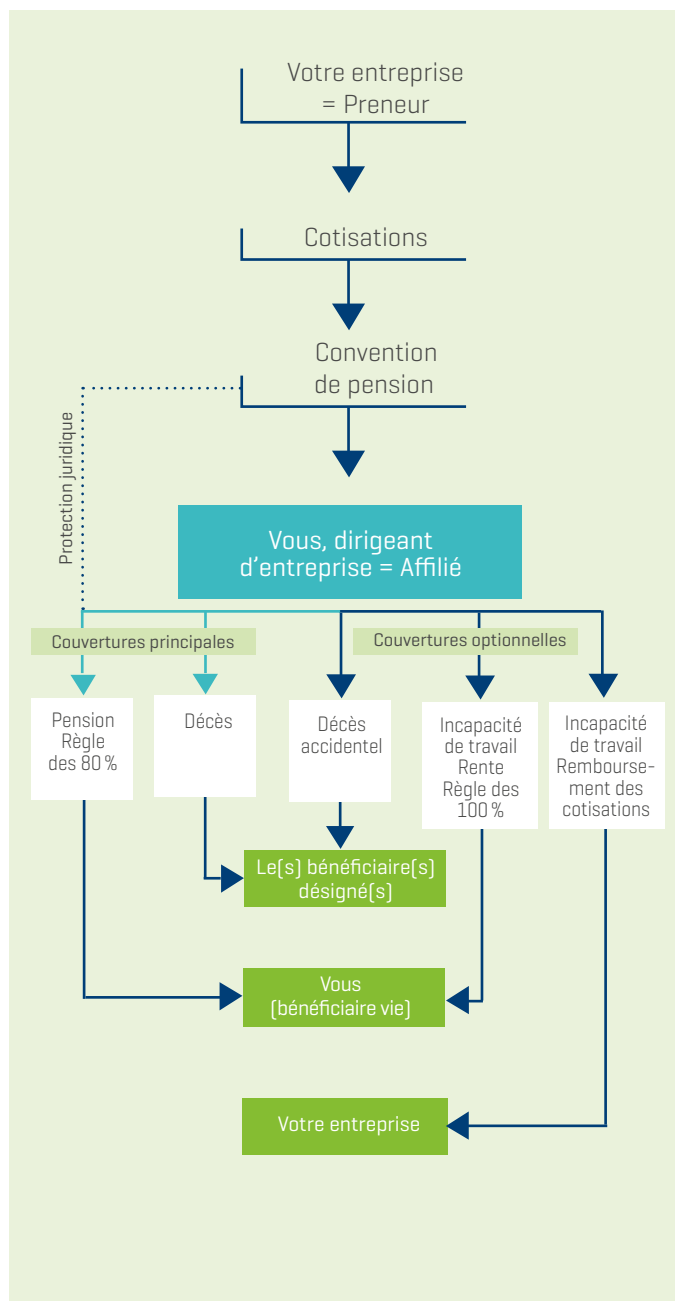 Votre entreprise
= Preneur
Cotisations
Convention
de pension
Protection juridique
Vous, dirigeant
d'entreprise = Affilié
Couvertures principales
Couvertures optionnelles
Pension
Règle
des 80 %
Décès
Décès
accidentel
Incapacité
de travail
Rente
Règle des
100 %
Incapacité
de travail
Rembourse-
ment des
cotisations
Le(s) bénéficiaire(s)
désigné(s)
Vous
(bénéficiaire vie)
Votre entreprise